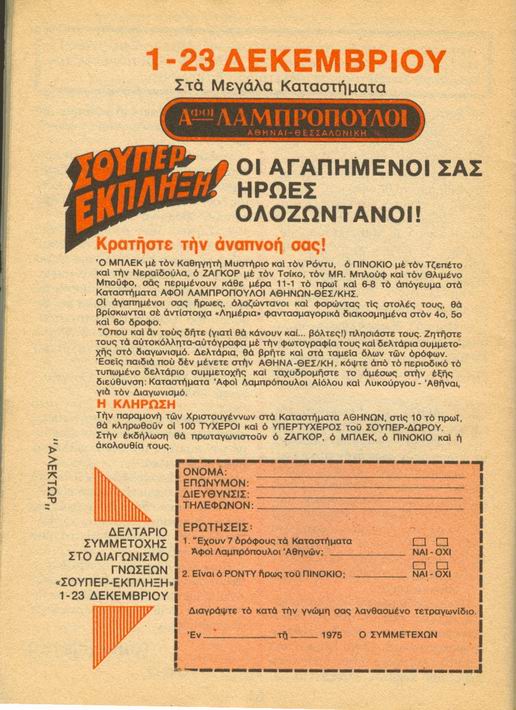 1-23 ΔΕΚΕΜΒΡΙΟΥ
Στὰ Μεγάλα Καταστήματα
ΑΦΟΙ ΛΑΜΠΡΟΠΟΥΛΟΙ
ΑΘΗΝΑΙ-ΘΕΣΣΑΛΟΝΙΚΗ
ΣΟΥΠΕΡ-
ΕΚΠΛΗΞΗ!
ΟΙ ΑΓΑΠΗΜΕΝΟΙ ΣΑΣ
ΗΡΩΕΣ
ΟΛΟΖΩΝΤΑΝΟΙ!
Κρατῆστε τὴν ἀναπνοή σας!
Ὁ ΜΠΛΕΚ μὲ τὸν Καθηγητὴ Μυστήριο καὶ τὸν Ρόντυ, ὁ ΠΙΝΟΚΙΟ μὲ τὸν Τζεπέτο
καὶ τὴν Νεραϊδούλα, ὁ ΖΑΓΚΟΡ μὲ τὸν Τσίκο, τὸν MR. Μπλοὺφ καὶ τὸν Θλιμένο
Μποῦφο, σᾶς περιμένουν κάθε μέρα 11-1 τὸ πρωὶ καὶ 6-8 τὸ ἀπόγευμα στὰ
Καταστήματα ΑΦΟΙ ΛΑΜΠΡΟΠΟΥΛΟΙ ΑΘΗΝΩΝ-ΘΕΣ/ΚΗΣ.
Οἱ ἀγαπημένοι σας ἥρωες, ὁλοζώντανοι καὶ φορώντας τὶς στολές τους, θὰ
βρίσκωνται σὲ ἀντίστοιχα «Λημέρια» φαντασμαγορικὰ διακοσμημένα στὸν 4ο, 5ο
καὶ 6ο ὄροφο.
Ὅπου καὶ ἂν τοὺς δῆτε (γιατὶ θὰ κάνουν καί... βόλτες!) πλησιάστε τους. Ζητῆστε
τους τὰ αὐτοκόλλητα-αὐτόγραφα μὲ τὴν φωτογραφία τους καὶ δελτάρια συμμετο-
χῆς στὸ διαγωνισμό. Δελτάρια, θὰ βρῆτε καὶ στὰ ταμεῖα ὅλων τῶν ὀρόφων.
Ἐσεῖς παιδιὰ ποὺ δὲν μένετε στὴν ΑΘΗΝΑ-ΘΕΣ/ΚΗ, κόψτε ἀπὸ τὸ περιοδικὸ τὸ
τυπωμένο δελτάριο συμμετοχῆς καὶ ταχυδρομῆστε το ἀμέσως στὴν ἑξῆς
διεύθυνση: Καταστήματα Ἀφοὶ Λαμπρόπουλοι Αἰόλου καὶ Λυκούργου - Ἀθῆναι,
γιὰ τὸν Διαγωνισμό.
Η ΚΛΗΡΩΣΗ
Τὴν παραμονὴ τῶν Χριστουγέννων στὰ Καταστήματα ΑΘΗΝΩΝ, στὶς 10 τὸ πρωΐ,
θὰ κληρωθοῦν οἱ 100 ΤΥΧΕΡΟΙ καὶ ὁ ΥΠΕΡΤΥΧΕΡΟΣ τοῦ ΣΟΥΠΕΡ-ΔΩΡΟΥ.
Στὴν ἐκδήλωση θὰ πρωταγωνιστοῦν ὁ ΖΑΓΚΟΡ, ὁ ΜΠΛΕΚ, ὁ ΠΙΝΟΚΙΟ καὶ ἡ
ἀκολουθία τους.
"ΑΛΕΚΤΩΡ"
ΔΕΛΤΑΡΙΟ
ΣΥΜΜΕΤΟΧΗΣ
ΣΤΟ ΔΙΑΓΩΝΙΣΜΟ
ΓΝΩΣΕΩΝ
«ΣΟΥΠΕΡ-ΕΚΠΛΗΞΗ»
1-23 ΔΕΚΕΜΒΡΙΟΥ
ΟΝΟΜΑ:
ΕΠΩΝΥΜΟΝ:
ΔΙΕΥΘΥΝΣΙΣ:
ΤΗΛΕΦΩΝΟΝ:
ΕΡΩΤΗΣΕΙΣ:
1. Ἔχουν 7 ὀρόφους τὰ Καταστήματα
Ἀφοὶ Λαμπρόπουλοι Ἀθηνῶν; ΝΑΙ - ΟΧΙ
2. Εἶναι ὁ ΡΟΝΤΥ ἥρως τοῦ ΠΙΝΟΚΙΟ; ΝΑΙ - ΟΧΙ
Διαγράψτε τὸ κατὰ τὴν γνώμη σας λανθασμένο τετραγωνίδιο.
Ἐν ____ τῇ ____ 1975 Ο ΣΥΜΜΕΤΕΧΩΝ